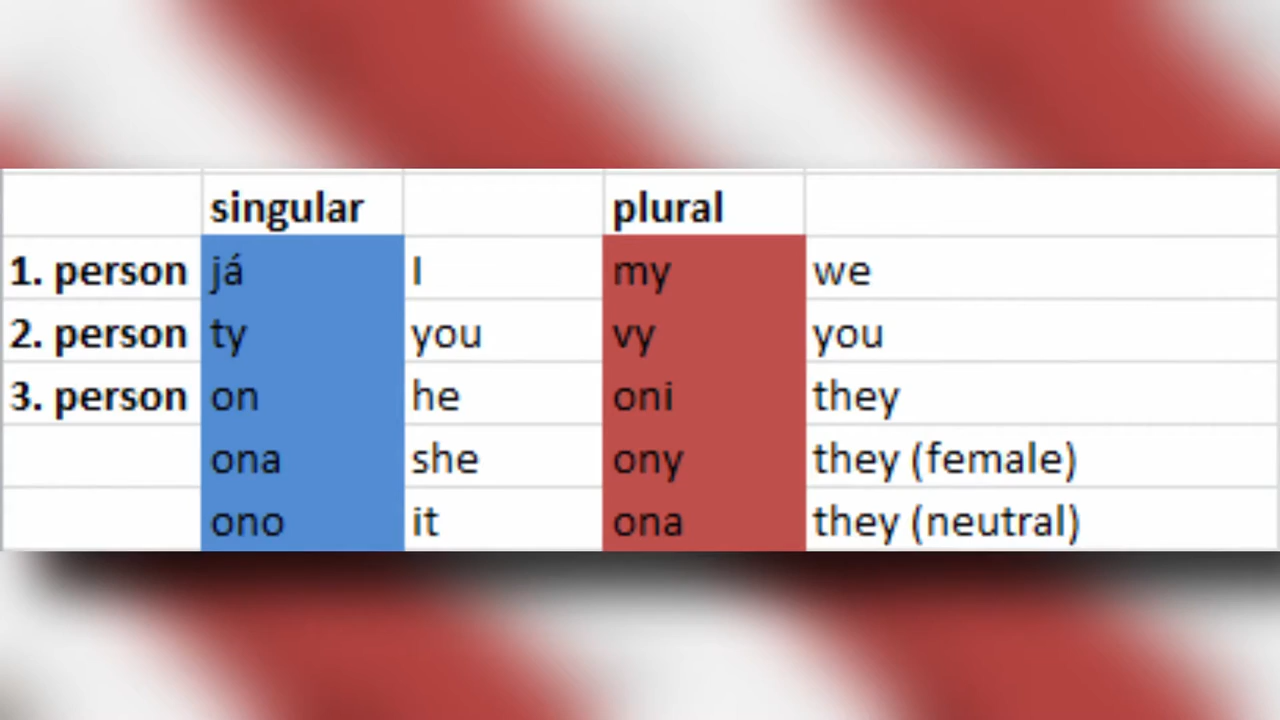 singular plural
1. person já I my we
2. person ty you vy you
3. person on he oni they
ona she ony they (female)
ono it ona they (neutral)